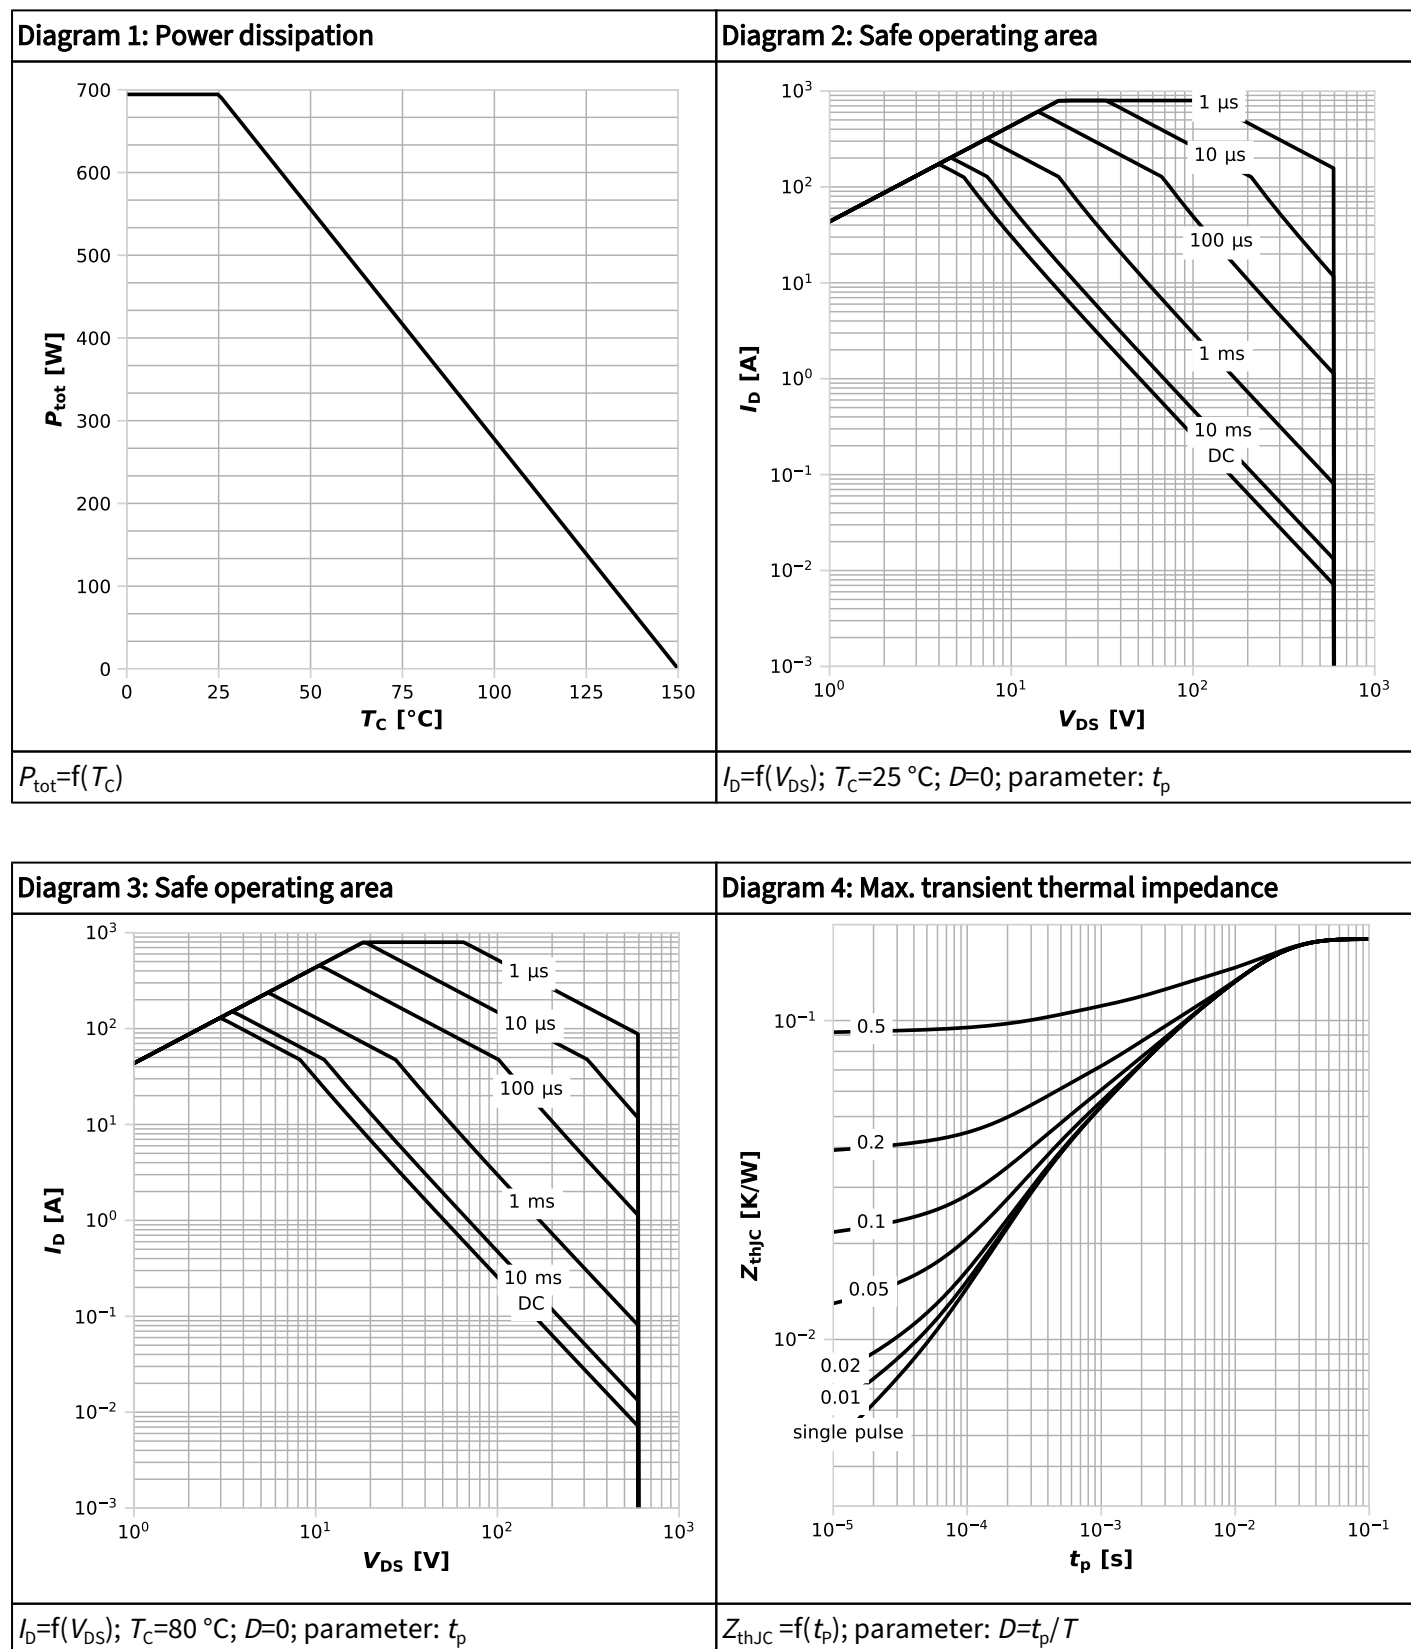 Diagram 1: Power dissipation
Diagram 2: Safe operating area
700
600
500
400
300
200
100
0
Ptot [W]
0 25 50 75 100 125 150
TC [°C]
10³
10²
10¹
10⁰
10⁻¹
10⁻²
10⁻³
ID [A]
1 µs
10 µs
100 µs
1 ms
10 ms
DC
10⁰ 10¹ 10² 10³
VDS [V]
Ptot=f(TC)
ID=f(VDS); TC=25 °C; D=0; parameter: tp
Diagram 3: Safe operating area
Diagram 4: Max. transient thermal impedance
10³
10²
10¹
10⁰
10⁻¹
10⁻²
10⁻³
ID [A]
1 µs
10 µs
100 µs
1 ms
10 ms
DC
10⁰ 10¹ 10² 10³
VDS [V]
10⁻¹
10⁻²
ZthJC [K/W]
0.5
0.2
0.1
0.05
0.02
0.01
single pulse
10⁻⁵ 10⁻⁴ 10⁻³ 10⁻² 10⁻¹
tp [s]
ID=f(VDS); TC=80 °C; D=0; parameter: tp
ZthJC =f(tP); parameter: D=tp/T